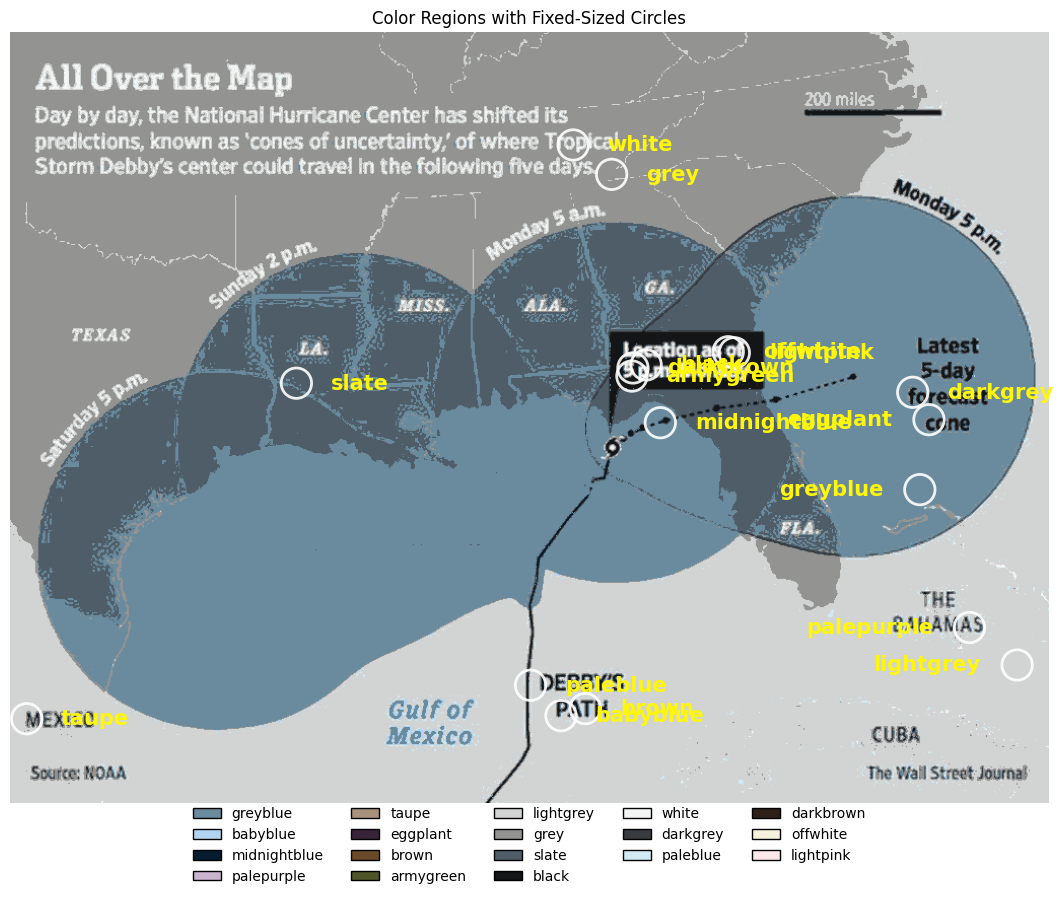 Color Regions with Fixed-Sized Circles
All Over the Map
Day by day, the National Hurricane Center has shifted its
predictions, known as 'cones of uncertainty,' of where Tropical
Storm Debby's center could travel in the following five days.
200 miles
white
grey
Monday 5 p.m.
Monday 5 a.m.
Sunday 2 p.m.
Saturday 5 p.m.
TEXAS
LA.
MISS.
ALA.
GA.
FLA.
Location as of
5 p.m.
offwhite
lightpink
armygreen
slate
midnightblue
eggplant
darkgrey
greyblue
Latest
5-day
forecast
cone
THE
BAHAMAS
palepurple
lightgrey
DEBBY'S
PATH
paleblue
brown
babyblue
Gulf of
Mexico
MEXICO
taupe
CUBA
Source: NOAA
The Wall Street Journal
greyblue taupe lightgrey white darkbrown
babyblue eggplant grey darkgrey offwhite
midnightblue brown slate paleblue lightpink
palepurple armygreen black